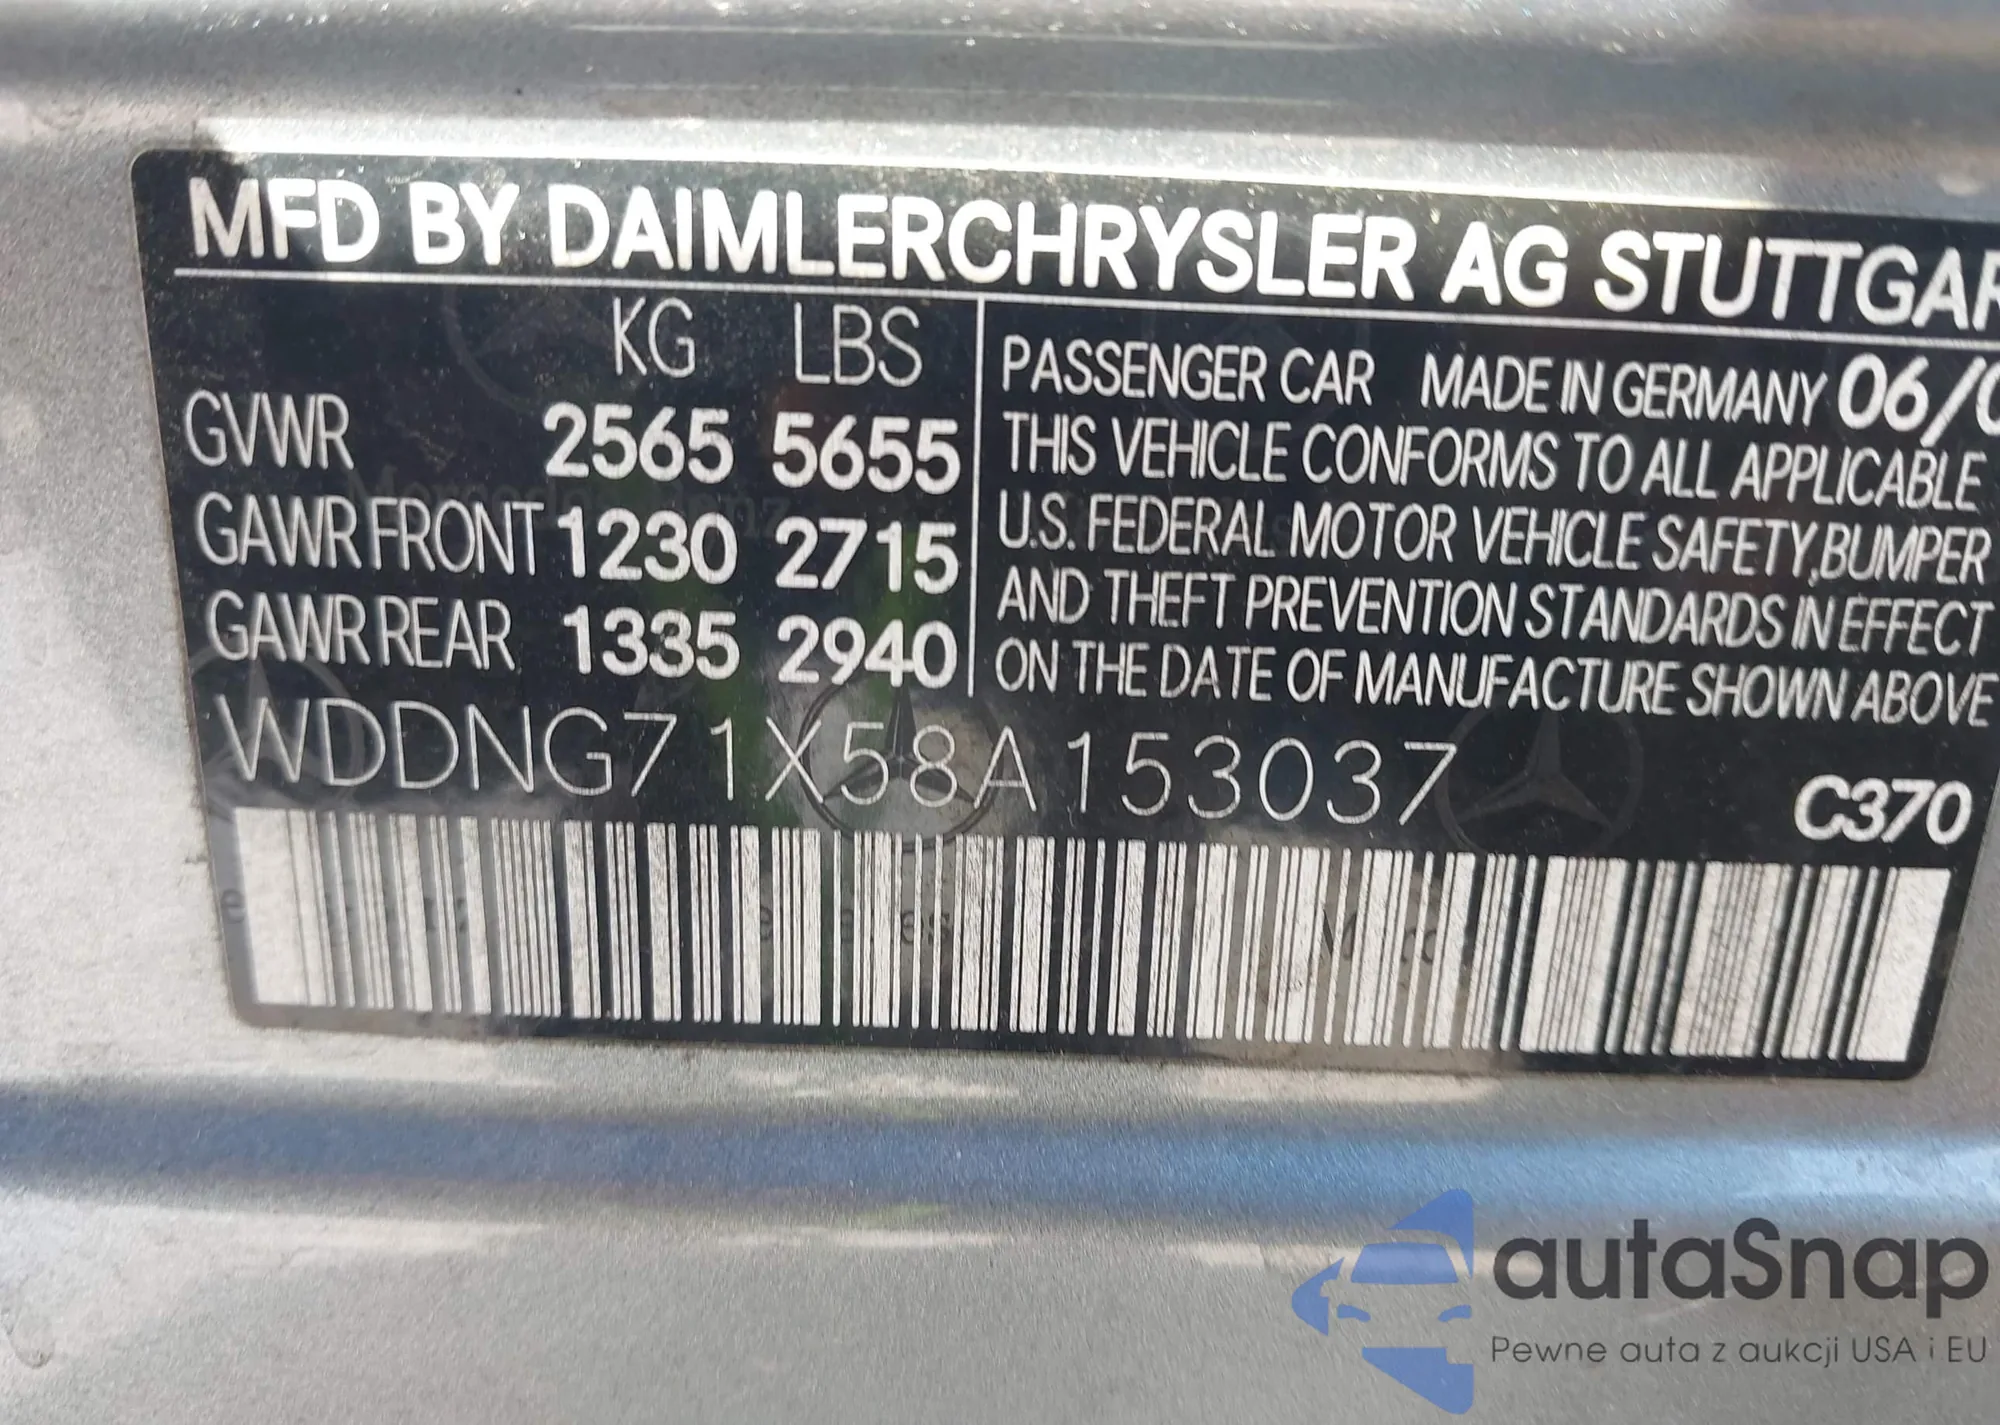 MFD BY DAIMLERCHRYSLER AG STUTTGAR
KG LBS
GVWR 2565 5655
GAWR FRONT 1230 2715
GAWR REAR 1335 2940
PASSENGER CAR MADE IN GERMANY 06/0
THIS VEHICLE CONFORMS TO ALL APPLICABLE
U.S. FEDERAL MOTOR VEHICLE SAFETY, BUMPER
AND THEFT PREVENTION STANDARDS IN EFFECT
ON THE DATE OF MANUFACTURE SHOWN ABOVE
WDDNG71X58A153037
C370
autaSnap
Pewne auta z aukcji USA i EU